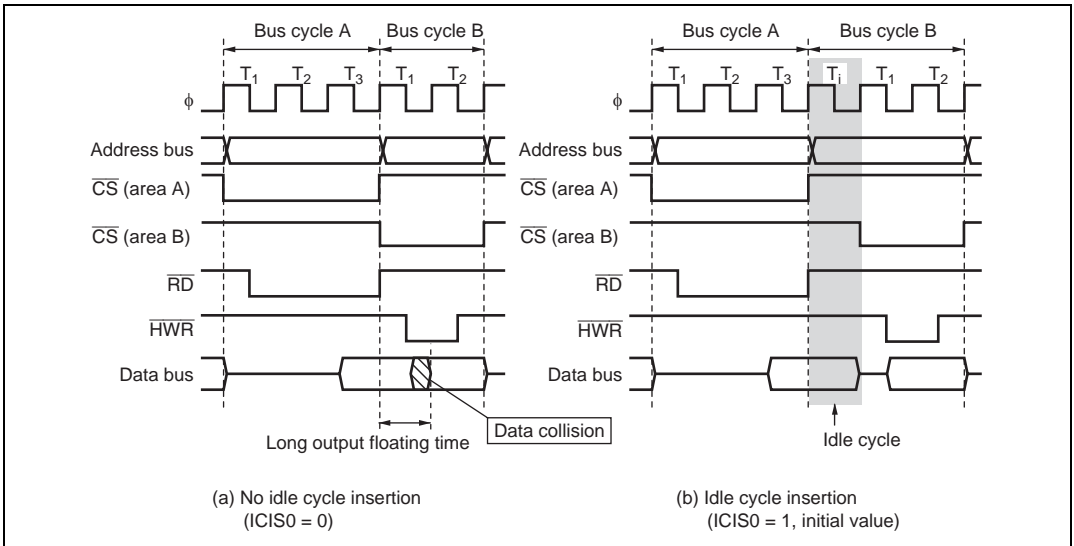 Bus cycle A Bus cycle B
T1 T2 T3 T1 T2
φ
Address bus
CS (area A)
CS (area B)
RD
HWR
Data bus
Long output floating time
Data collision
(a) No idle cycle insertion
(ICIS0 = 0)
Bus cycle A Bus cycle B
T1 T2 T3 Ti T1 T2
φ
Address bus
CS (area A)
CS (area B)
RD
HWR
Data bus
Idle cycle
(b) Idle cycle insertion
(ICIS0 = 1, initial value)